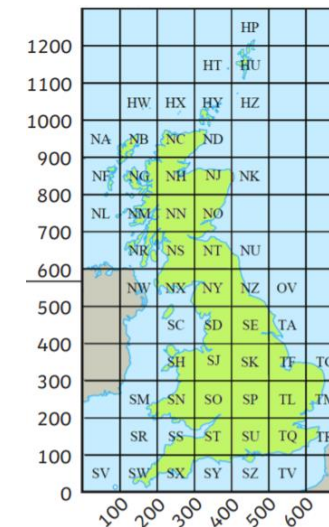 HP
1200
HT HU
1100
HW HX HY HZ
1000
NA NB NC ND
900
NF NG NH NJ NK
800
NL NM NN NO
700
NR NS NT NU
600
NW NX NY NZ OV
500
SC SD SE TA
400
SH SJ SK TF TG
300
SM SN SO SP TL TM
200
SR SS ST SU TQ TR
100
SV SW SX SY SZ TV
0
100 200 300 400 500 600